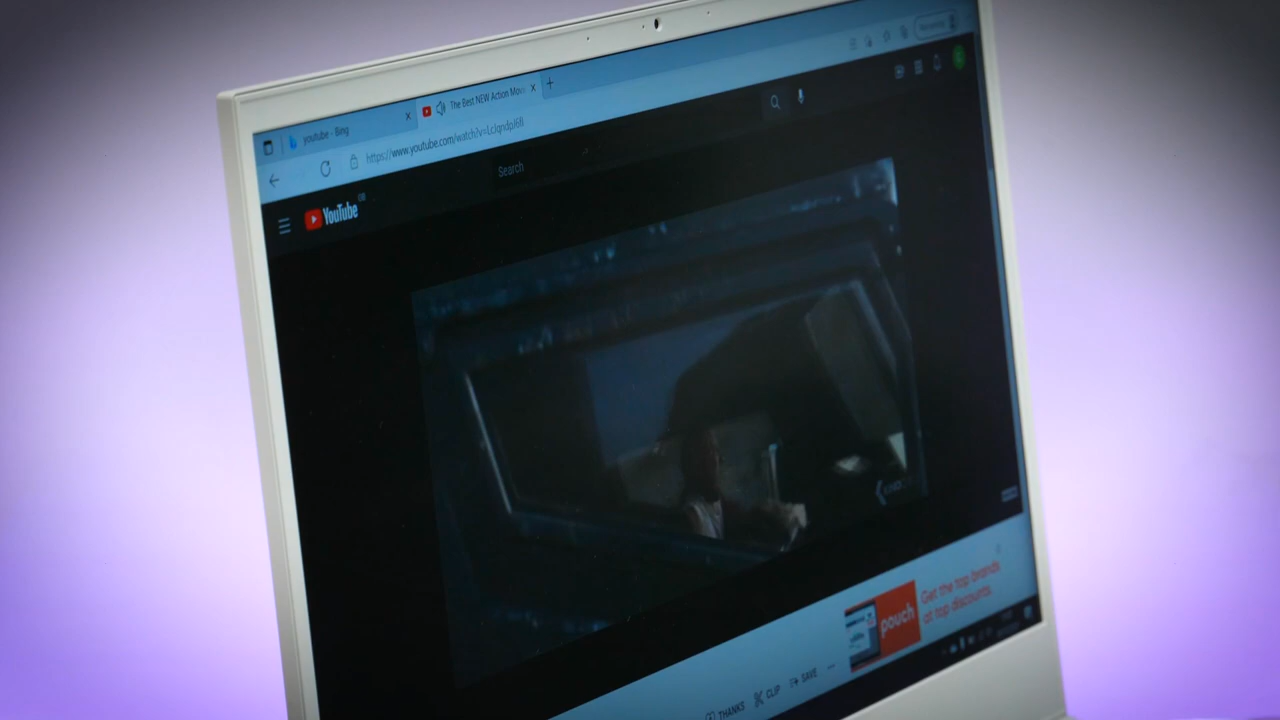 youtube - Bing
The Best NEW Action Mov
https://www.youtube.com/watch?v=
YouTube GB
Search
pouch
Get the top brands
at top discounts.
THANKS
CLIP
SAVE